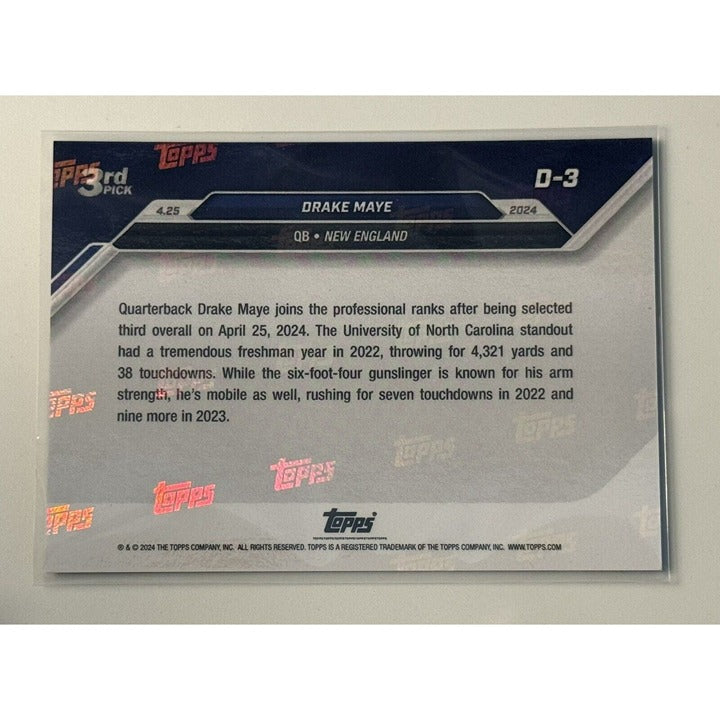 TOPPS
TOPPS
3rd
PICK
D-3
DRAKE MAYE
4.25
2024
QB • NEW ENGLAND
Quarterback Drake Maye joins the professional ranks after being selected
third overall on April 25, 2024. The University of North Carolina standout
had a tremendous freshman year in 2022, throwing for 4,321 yards and
38 touchdowns. While the six-foot-four gunslinger is known for his arm
strength, he's mobile as well, rushing for seven touchdowns in 2022 and
nine more in 2023.
TOPPS
TOPPS
TOPPS
TOPPS
TOPPS
TOPPS
topps
® & © 2024 THE TOPPS COMPANY, INC. ALL RIGHTS RESERVED. TOPPS IS A REGISTERED TRADEMARK OF THE TOPPS COMPANY, INC. WWW.TOPPS.COM